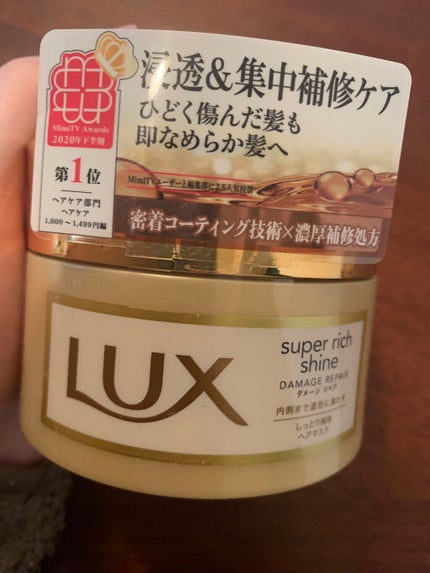 MimiTV Awards
2020年下半期
第1位
ヘアケア部門
ヘアケア
1,000～1,499円編
浸透&集中補修ケア
ひどく傷んだ髪も
即なめらか髪へ
MimiTVユーザーと編集部による人気投票
密着コーティング技術×濃厚補修処方
LUX
super rich
shine
DAMAGE REPAIR
ダメージ リペア
内側まで濃密に満たす
しっとり補修
ヘアマスク